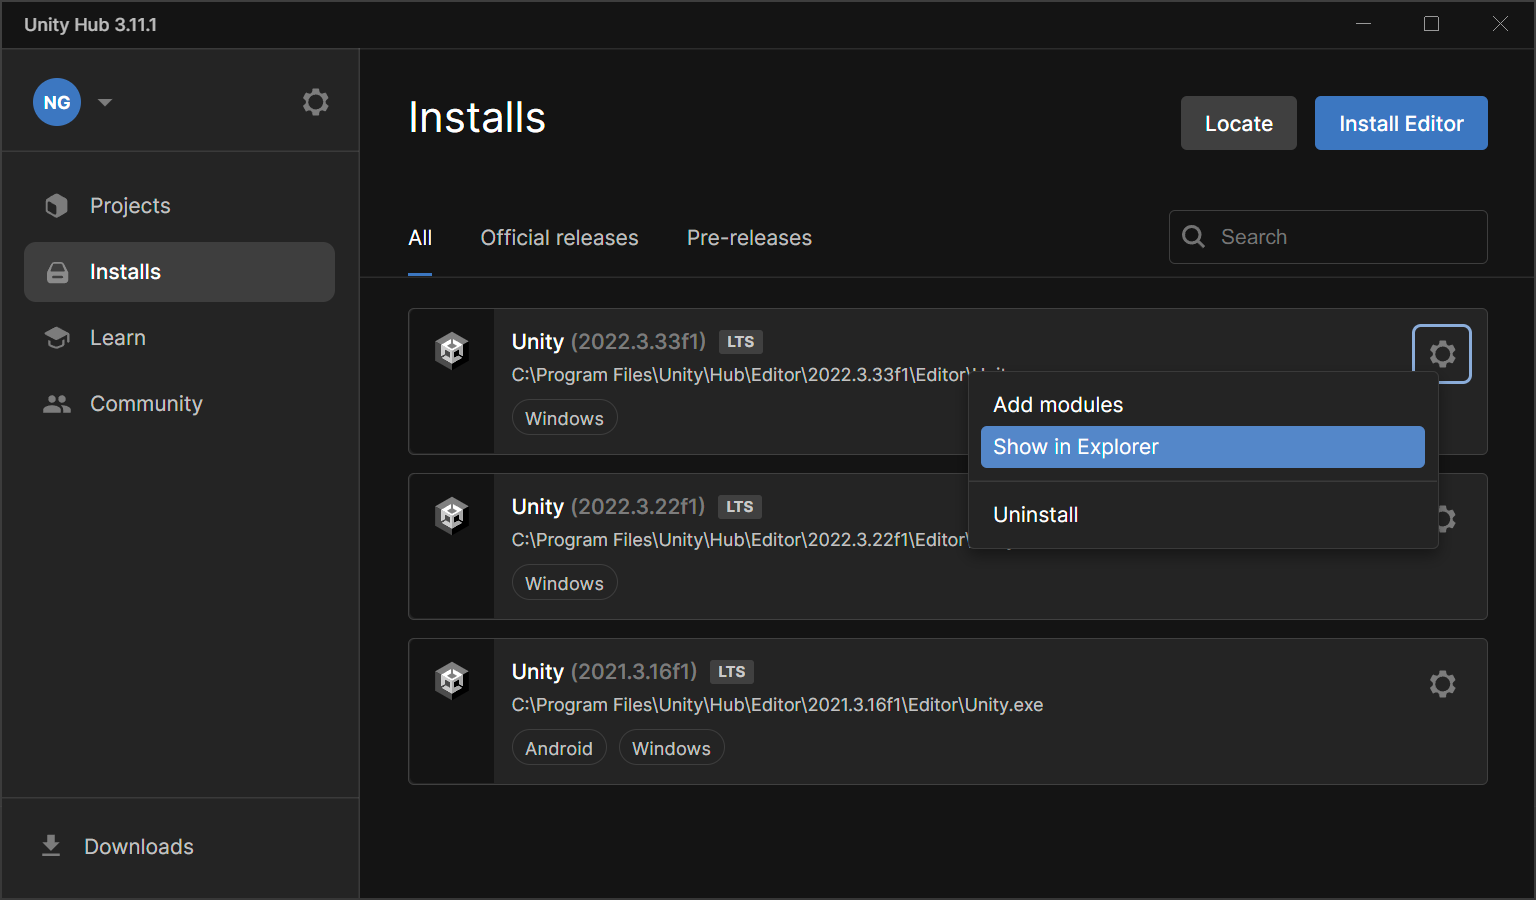 Unity Hub 3.11.1
NG
Installs
Locate
Install Editor
Projects
Installs
Learn
Community
All
Official releases
Pre-releases
Search
Unity (2022.3.33f1) LTS
C:\Program Files\Unity\Hub\Editor\2022.3.33f1\Editor\
Windows
Add modules
Show in Explorer
Uninstall
Unity (2022.3.22f1) LTS
C:\Program Files\Unity\Hub\Editor\2022.3.22f1\Editor\
Windows
Unity (2021.3.16f1) LTS
C:\Program Files\Unity\Hub\Editor\2021.3.16f1\Editor\Unity.exe
Android
Windows
Downloads